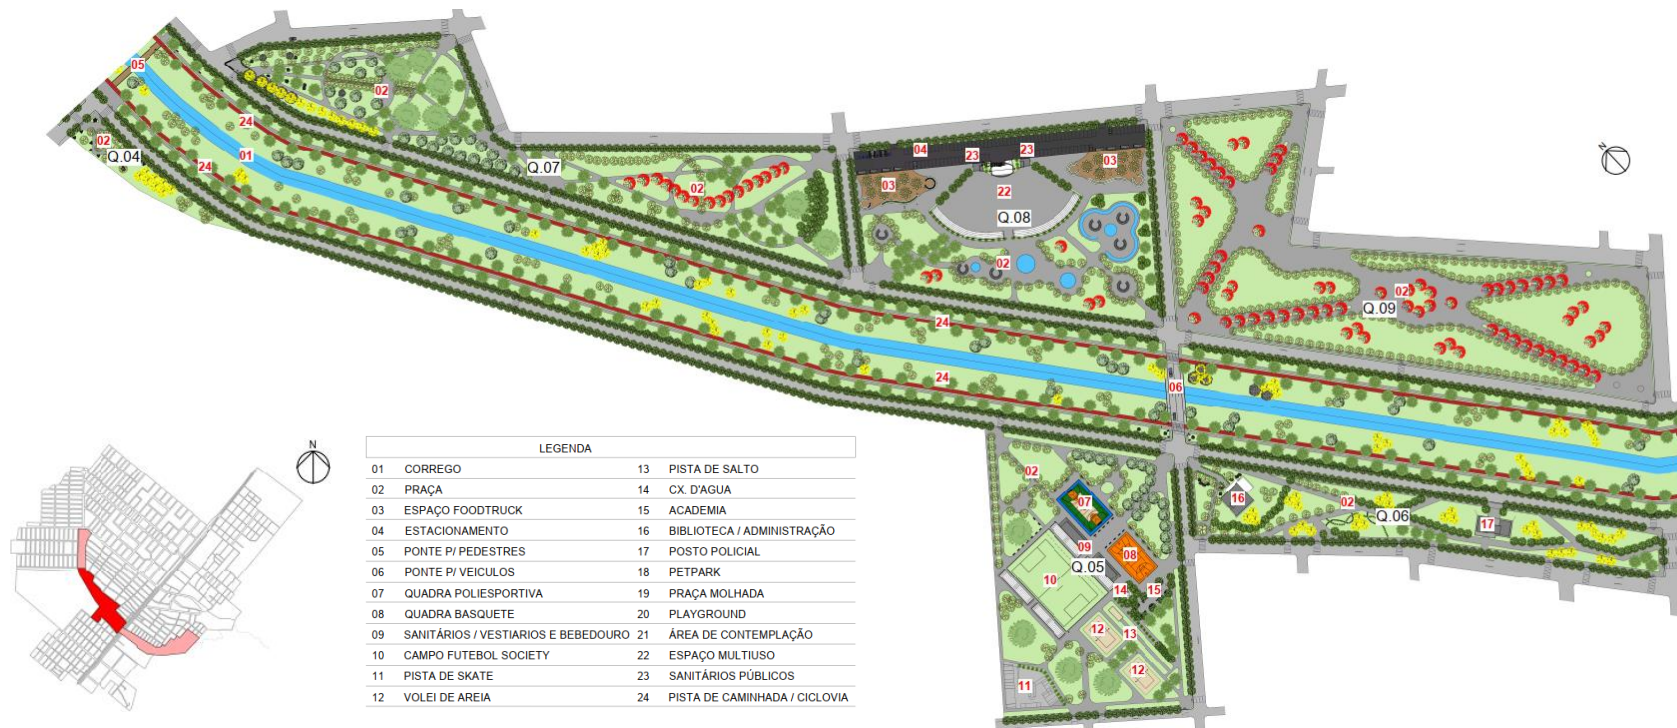 05
02
24
01
24
02
Q.04
Q.07
02
04
23
23
03
03
22
Q.08
02
N
02
Q.09
24
24
06
02
07
09
08
Q.05
10
14
15
13
12
12
11
16
02
Q.06
17
N
LEGENDA
01 CORREGO 13 PISTA DE SALTO
02 PRAÇA 14 CX. D'AGUA
03 ESPAÇO FOODTRUCK 15 ACADEMIA
04 ESTACIONAMENTO 16 BIBLIOTECA / ADMINISTRAÇÃO
05 PONTE P/ PEDESTRES 17 POSTO POLICIAL
06 PONTE P/ VEICULOS 18 PETPARK
07 QUADRA POLIESPORTIVA 19 PRAÇA MOLHADA
08 QUADRA BASQUETE 20 PLAYGROUND
09 SANITÁRIOS / VESTIARIOS E BEBEDOURO 21 ÁREA DE CONTEMPLAÇÃO
10 CAMPO FUTEBOL SOCIETY 22 ESPAÇO MULTIUSO
11 PISTA DE SKATE 23 SANITÁRIOS PÚBLICOS
12 VOLEI DE AREIA 24 PISTA DE CAMINHADA / CICLOVIA